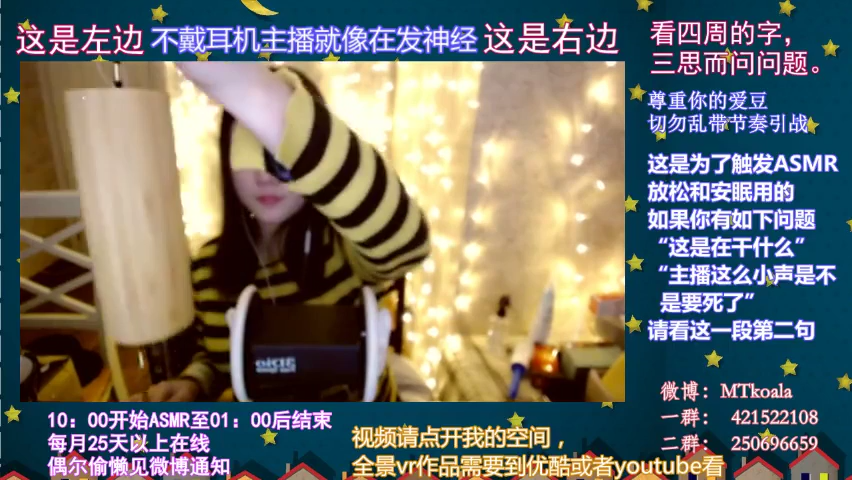 这是左边 不戴耳机主播就像在发神经 这是右边
看四周的字，
三思而问问题。
尊重你的爱豆
切勿乱带节奏引战
这是为了触发ASMR
放松和安眠用的
如果你有如下问题
“这是在干什么”
“主播这么小声是不
是要死了”
请看这一段第二句
微博：MTkoala
一群： 421522108
二群： 250696659
10：00开始ASMR至01：00后结束
每月25天以上在线
偶尔偷懒见微博通知
视频请点开我的空间，
全景vr作品需要到优酷或者youtube看